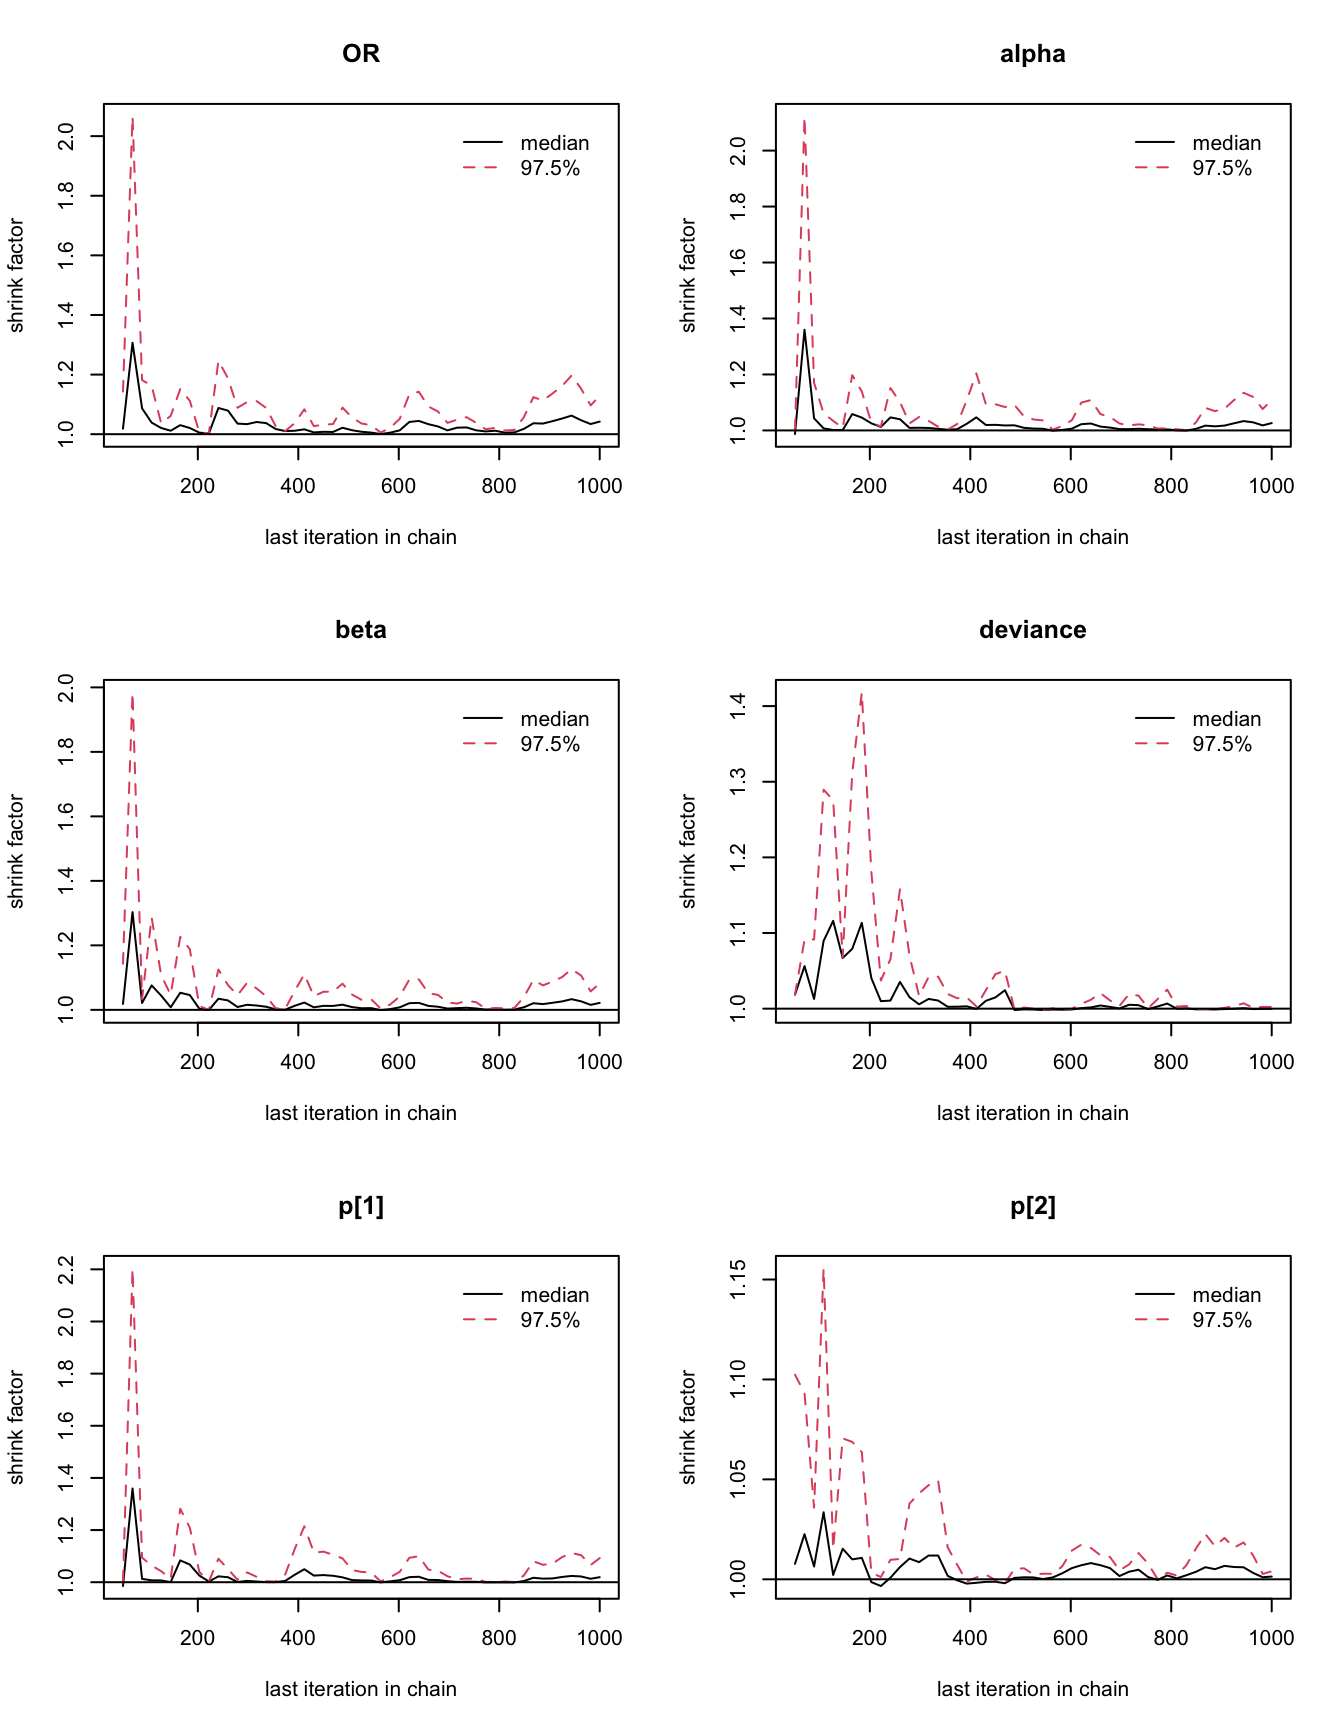 OR
shrink factor
1.0 1.2 1.4 1.6 1.8 2.0
median
97.5%
200 400 600 800 1000
last iteration in chain
alpha
shrink factor
1.0 1.2 1.4 1.6 1.8 2.0
median
97.5%
200 400 600 800 1000
last iteration in chain
beta
shrink factor
1.0 1.2 1.4 1.6 1.8 2.0
median
97.5%
200 400 600 800 1000
last iteration in chain
deviance
shrink factor
1.0 1.1 1.2 1.3 1.4
median
97.5%
200 400 600 800 1000
last iteration in chain
p[1]
shrink factor
1.0 1.2 1.4 1.6 1.8 2.0 2.2
median
97.5%
200 400 600 800 1000
last iteration in chain
p[2]
shrink factor
1.00 1.05 1.10 1.15
median
97.5%
200 400 600 800 1000
last iteration in chain